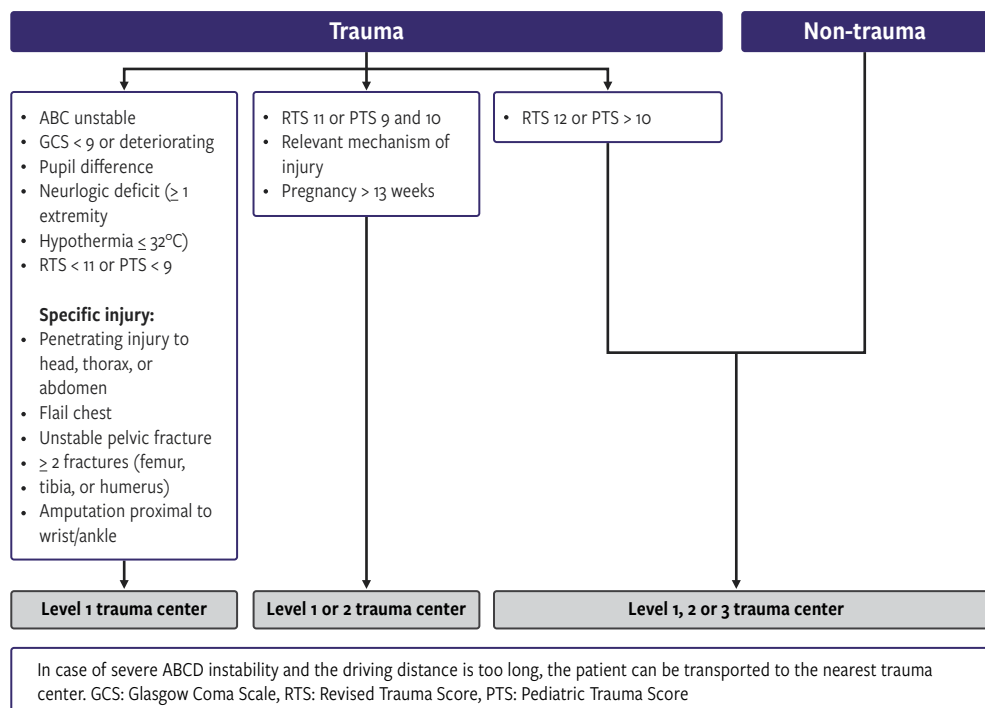 Trauma
Non-trauma
• ABC unstable
• GCS < 9 or deteriorating
• Pupil difference
• Neurlogic deficit (≥ 1
extremity
• Hypothermia ≤ 32°C)
• RTS < 11 or PTS < 9
Specific injury:
• Penetrating injury to
head, thorax, or
abdomen
• Flail chest
• Unstable pelvic fracture
• ≥ 2 fractures (femur,
• tibia, or humerus)
• Amputation proximal to
wrist/ankle
• RTS 11 or PTS 9 and 10
• Relevant mechanism of
injury
• Pregnancy > 13 weeks
• RTS 12 or PTS > 10
Level 1 trauma center
Level 1 or 2 trauma center
Level 1, 2 or 3 trauma center
In case of severe ABCD instability and the driving distance is too long, the patient can be transported to the nearest trauma
center. GCS: Glasgow Coma Scale, RTS: Revised Trauma Score, PTS: Pediatric Trauma Score